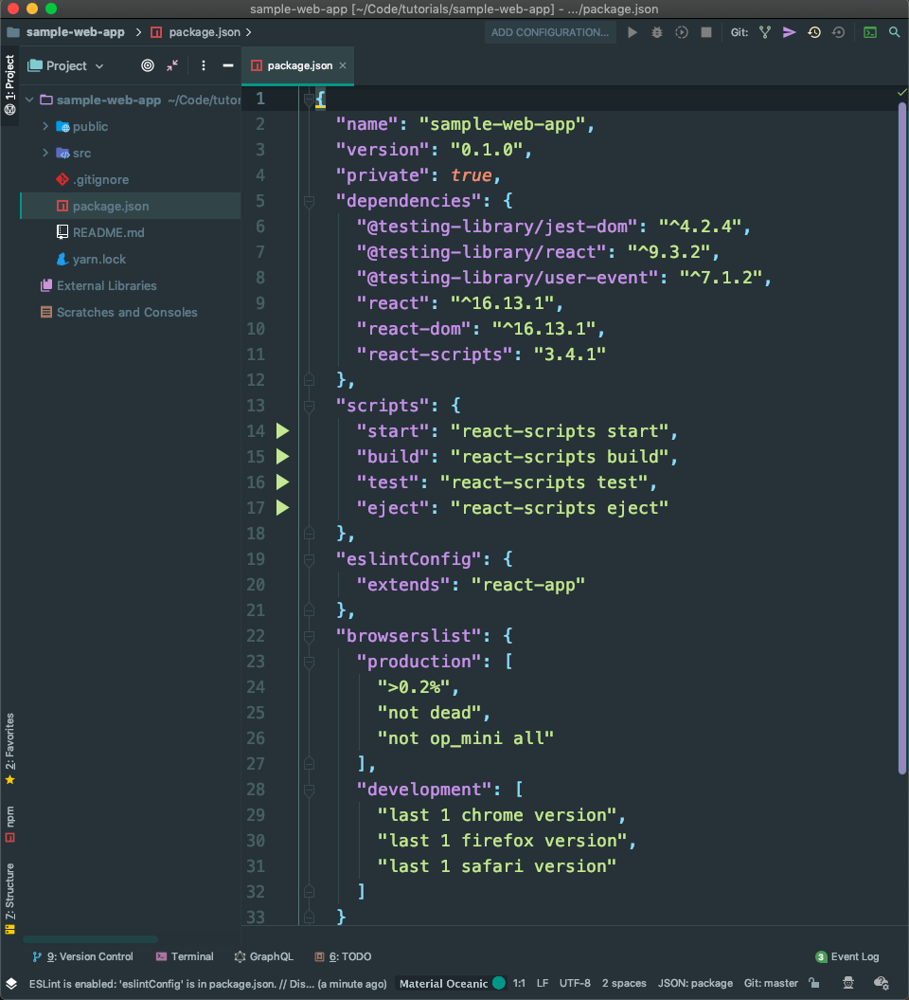 sample-web-app [~/Code/tutorials/sample-web-app] - .../package.json
sample-web-app package.json ADD CONFIGURATION... Git:
Project package.json
1: Project
sample-web-app ~/Code/tutor
public
src
.gitignore
package.json
README.md
yarn.lock
External Libraries
Scratches and Consoles
2: Favorites
npm
7: Structure
1 {
2 "name": "sample-web-app",
3 "version": "0.1.0",
4 "private": true,
5 "dependencies": {
6 "@testing-library/jest-dom": "^4.2.4",
7 "@testing-library/react": "^9.3.2",
8 "@testing-library/user-event": "^7.1.2",
9 "react": "^16.13.1",
10 "react-dom": "^16.13.1",
11 "react-scripts": "3.4.1"
12 },
13 "scripts": {
14 "start": "react-scripts start",
15 "build": "react-scripts build",
16 "test": "react-scripts test",
17 "eject": "react-scripts eject"
18 },
19 "eslintConfig": {
20 "extends": "react-app"
21 },
22 "browserslist": {
23 "production": [
24 ">0.2%",
25 "not dead",
26 "not op_mini all"
27 ],
28 "development": [
29 "last 1 chrome version",
30 "last 1 firefox version",
31 "last 1 safari version"
32 ]
33 }
9: Version Control Terminal GraphQL 6: TODO 3 Event Log
ESLint is enabled: 'eslintConfig' is in package.json. // Dis... (a minute ago) Material Oceanic 1:1 LF UTF-8 2 spaces JSON: package Git: master